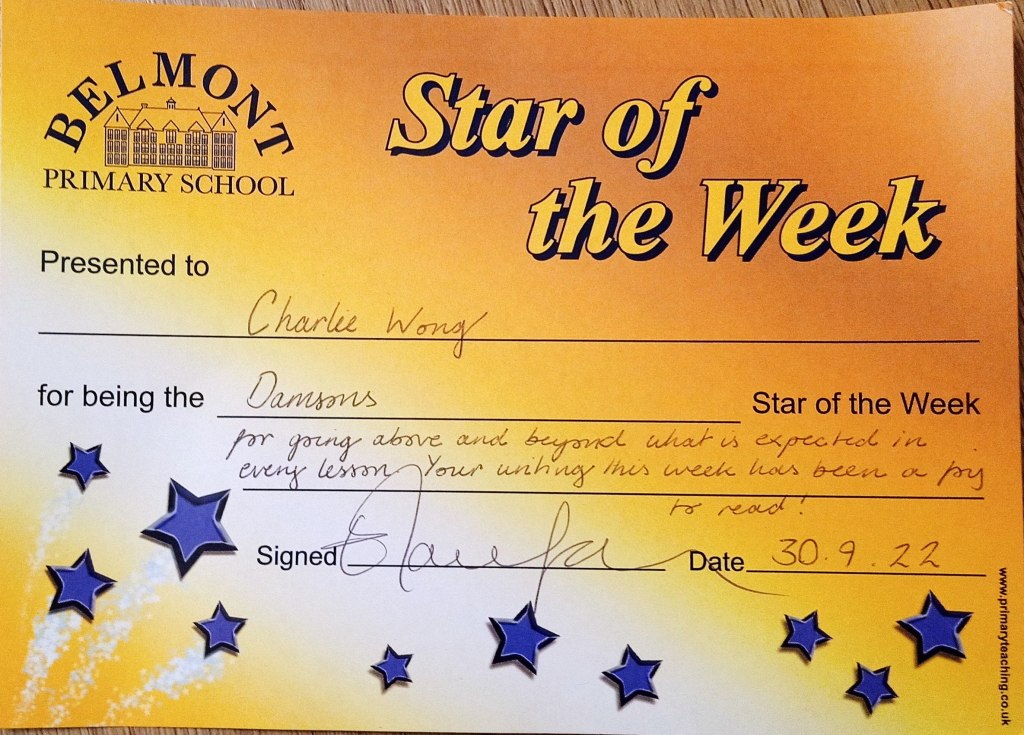 BELMONT
PRIMARY SCHOOL
Star of
the Week
Presented to
Charlie Wong
for being the Damsons Star of the Week
for going above and beyond what is expected in
every lesson. Your writing this week has been a joy
to read!
Signed
Date 30.9.22
www.primaryteaching.co.uk